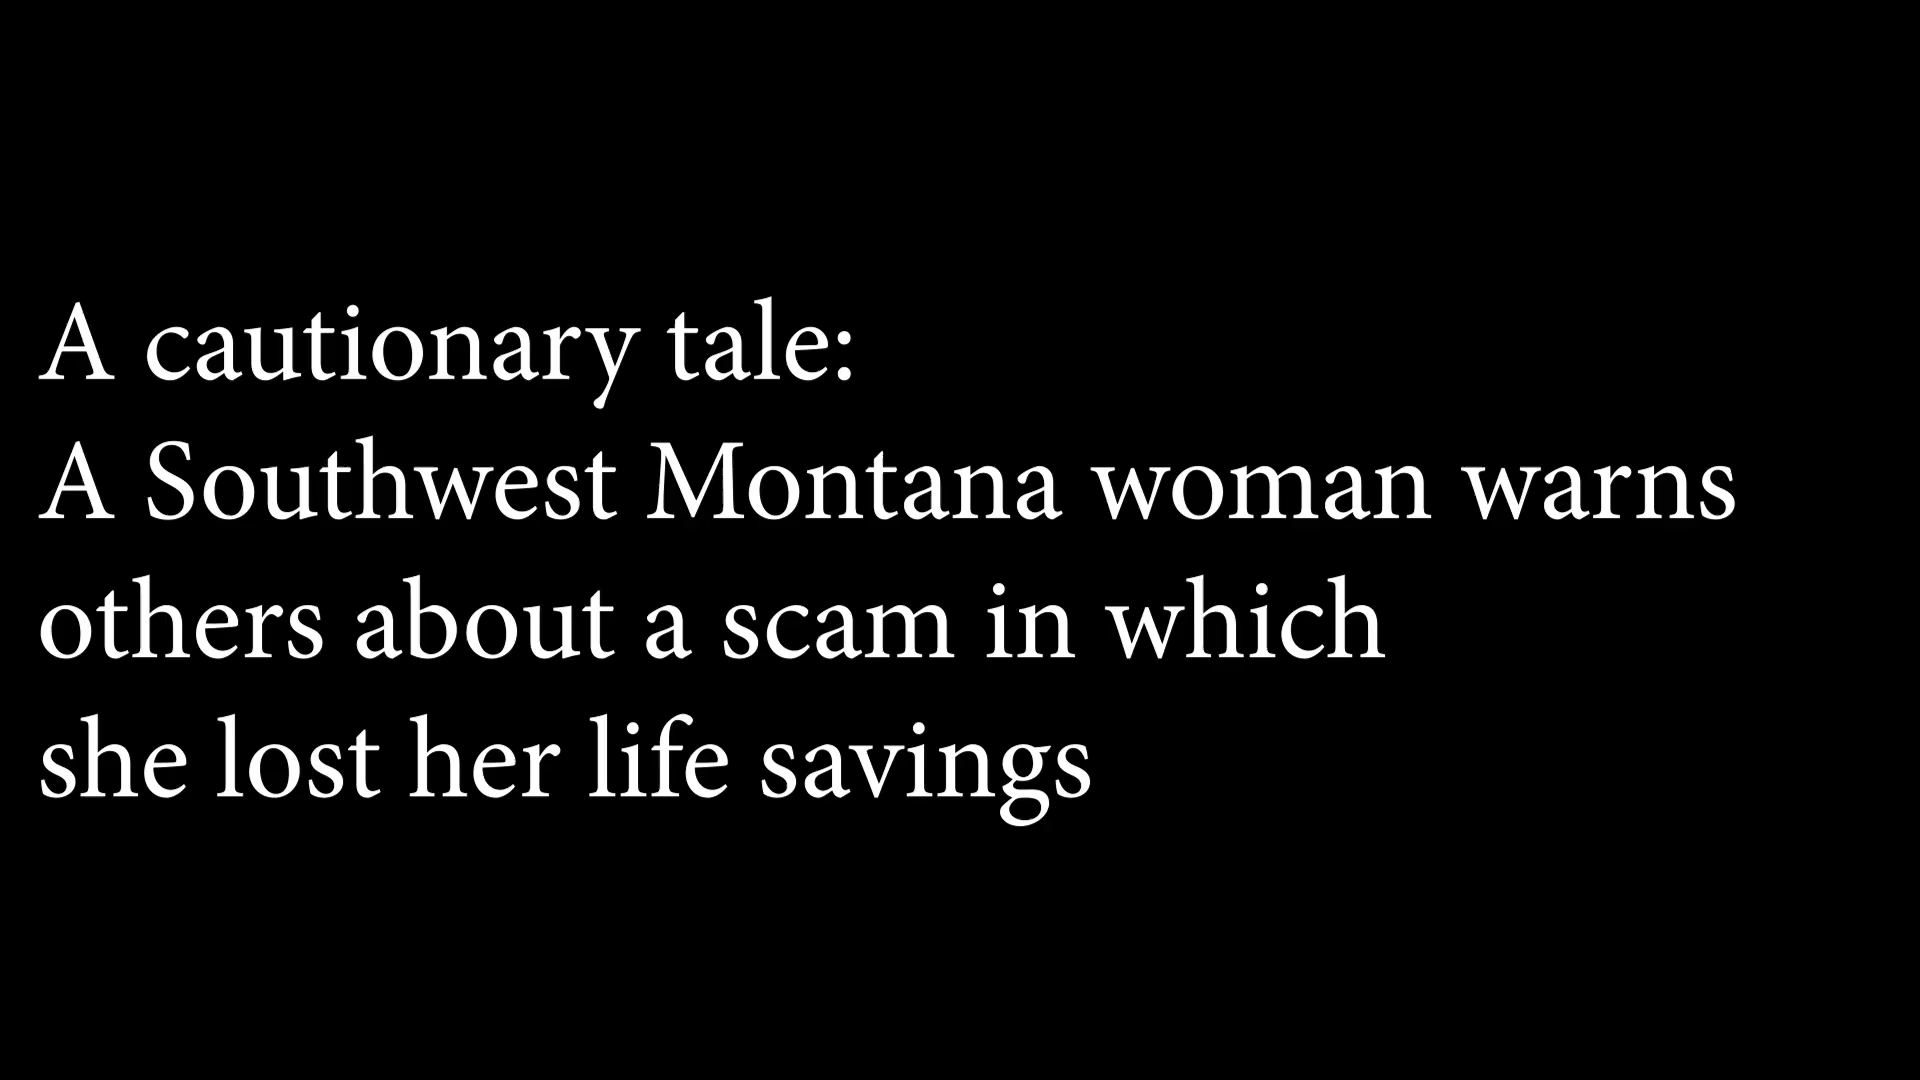 A cautionary tale:
A Southwest Montana woman warns
others about a scam in which
she lost her life savings